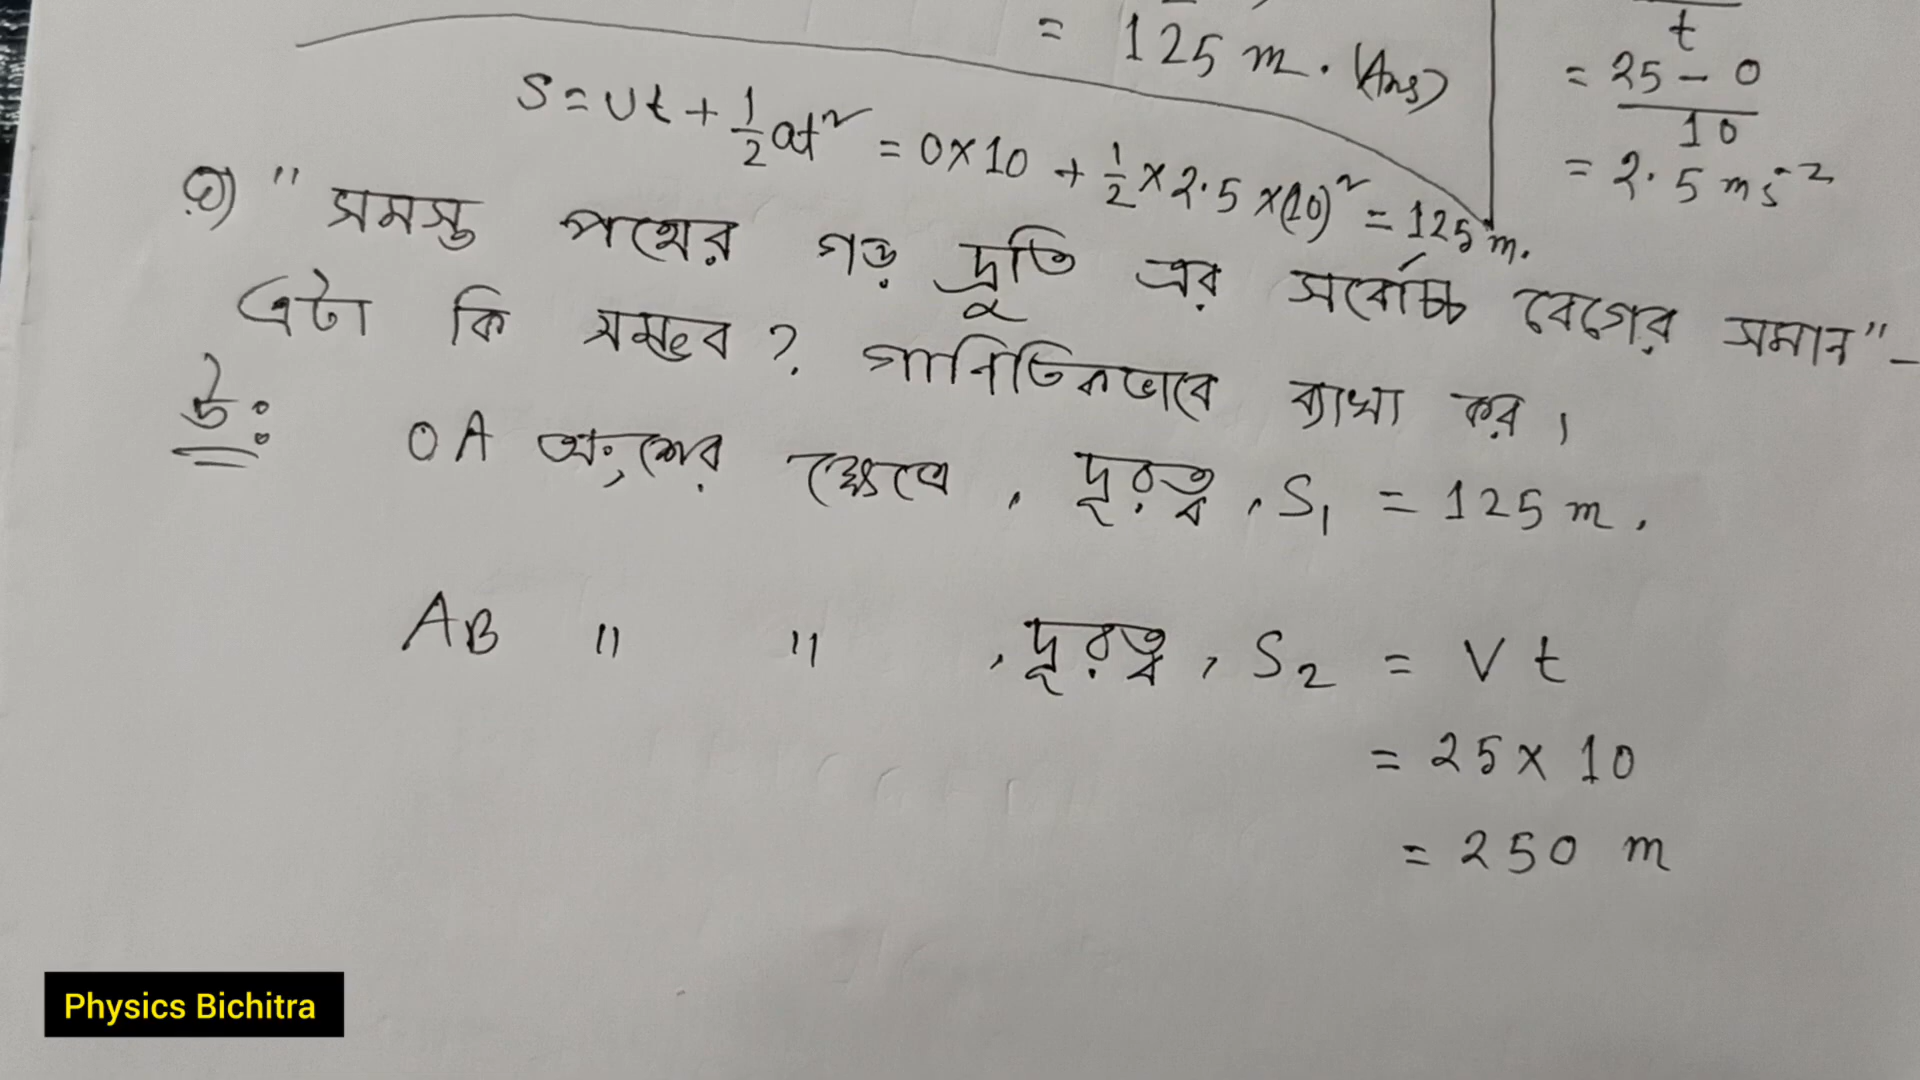 = 125 m. (Ans)
t
= 25 - 0
10
= 2.5 ms⁻²
S = ut + 1/2 at² = 0×10 + 1/2 × 2.5 ×(10)² = 125 m.
ঘ) "সমস্ত পথের গড় দ্রুতি এর সর্বোচ্চ বেগের সমান" –
এটা কি সম্ভব? গানিতিকভাবে ব্যাখ্যা কর।
উঃ OA অংশের ক্ষেত্রে, দূরত্ব, S₁ = 125 m.
AB " " , দূরত্ব, S₂ = Vt
= 25 × 10
= 250 m
Physics Bichitra